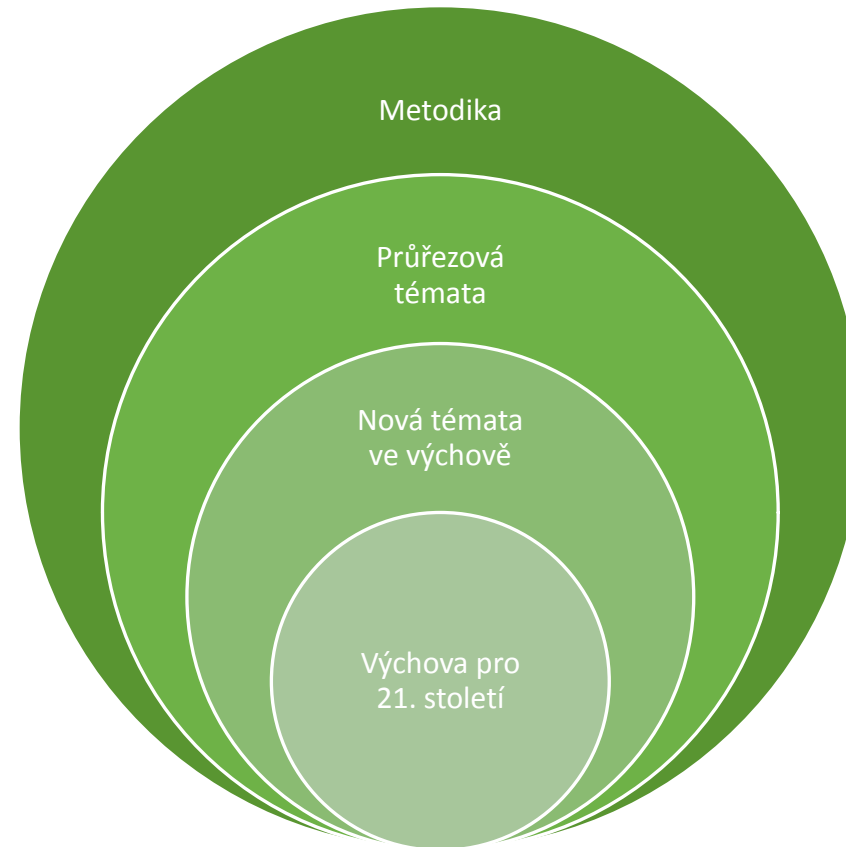 Metodika
Průřezová
témata
Nová témata
ve výchově
Výchova pro
21. století